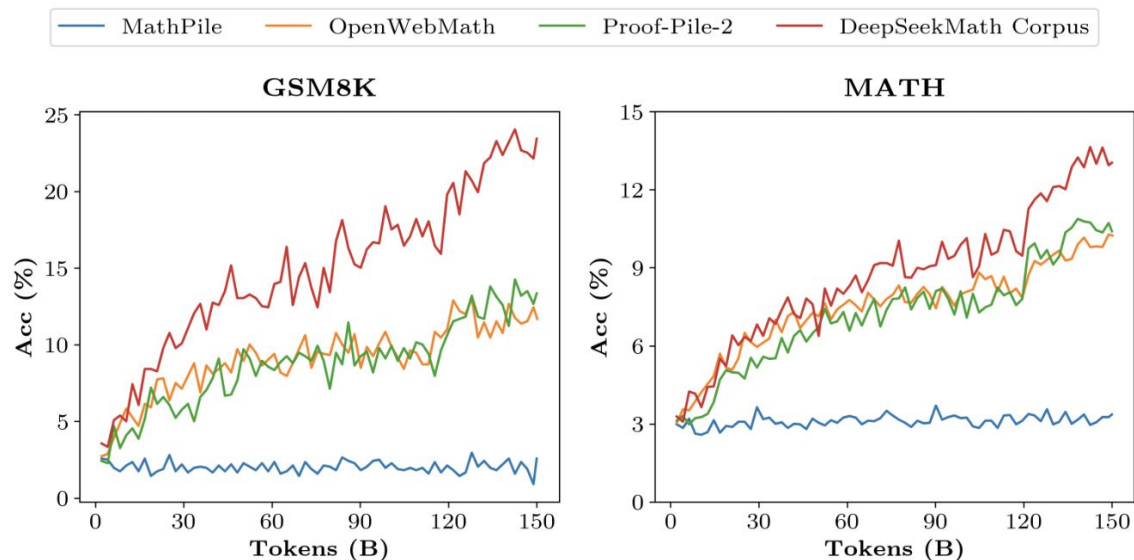 MathPile OpenWebMath Proof-Pile-2 DeepSeekMath Corpus
GSM8K
25
20
15
10
5
0
Acc (%)
0 30 60 90 120 150
Tokens (B)
MATH
15
12
9
6
3
0
Acc (%)
0 30 60 90 120 150
Tokens (B)